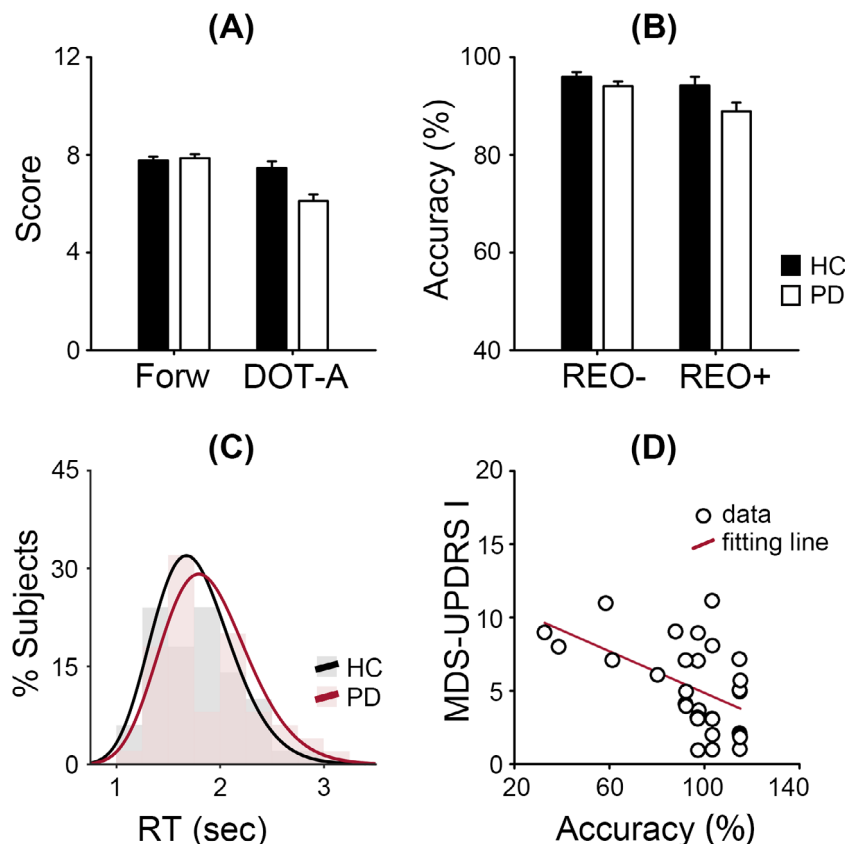 (A)
12
8
4
0
Score
Forw DOT-A
(B)
100
80
60
40
Accuracy (%)
REO- REO+
HC
PD
(C)
45
30
15
0
% Subjects
1 2 3
RT (sec)
HC
PD
(D)
20
15
10
5
0
MDS-UPDRS I
20 60 100 140
Accuracy (%)
data
fitting line